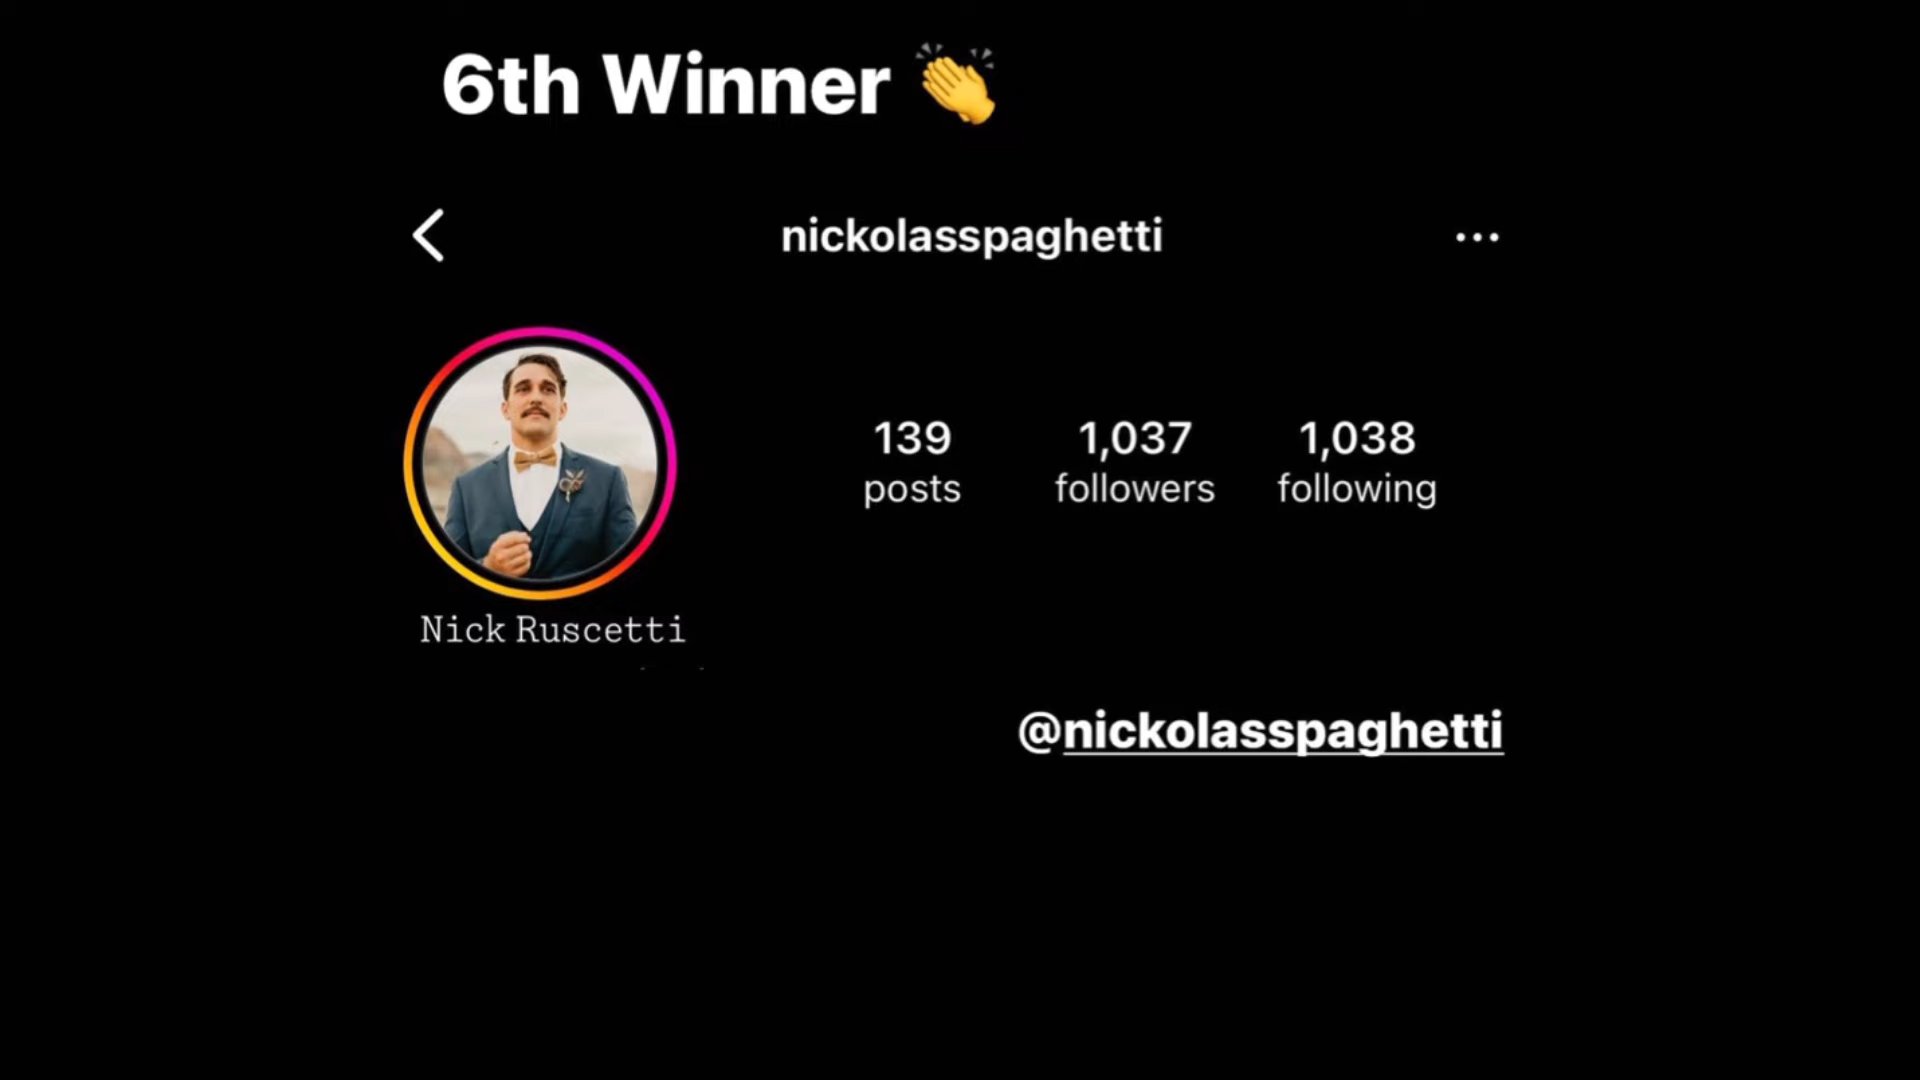 6th Winner 👏
nickolasspaghetti
139 1,037 1,038
posts followers following
Nick Ruscetti
@nickolasspaghetti